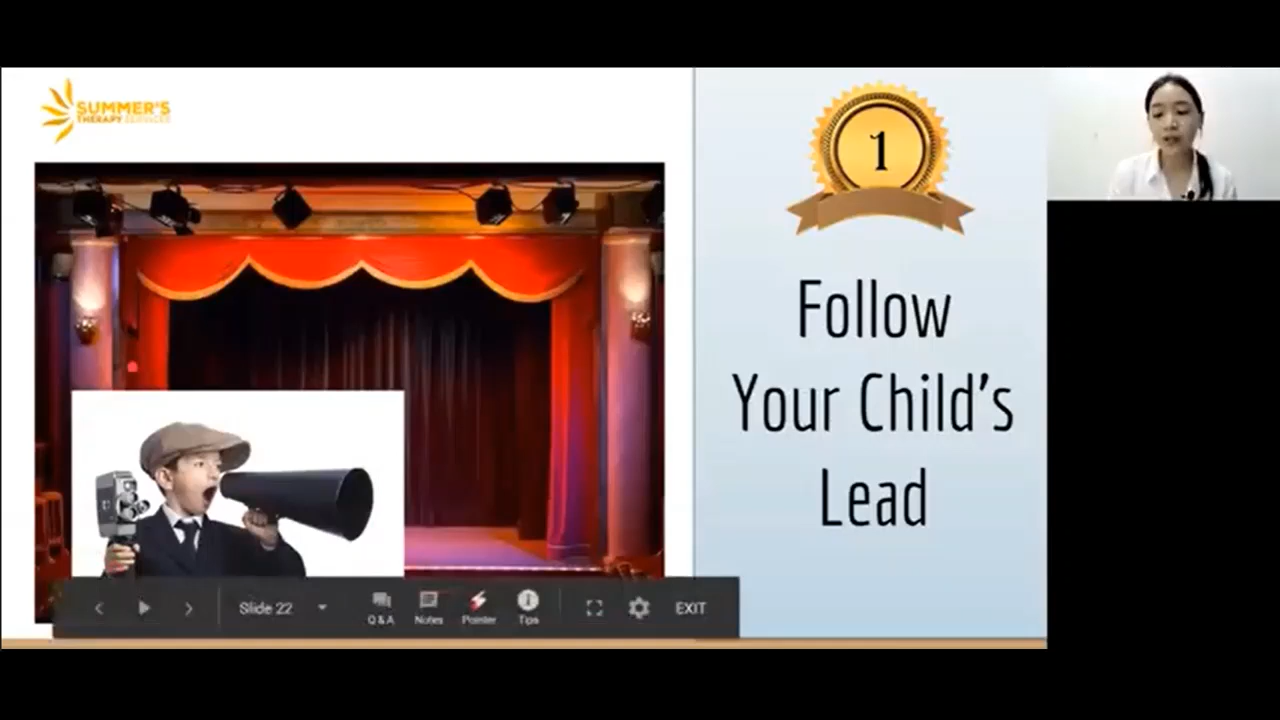 SUMMER'S
THERAPY SERVICES
1
Follow
Your Child's
Lead
Slide 22
Q & A
Notes
Pointer
Tips
EXIT